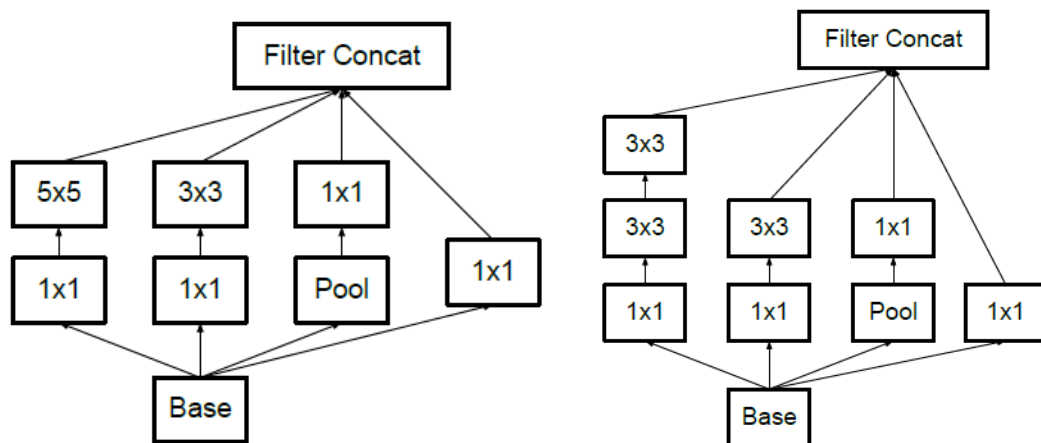 Filter Concat
5x5
3x3
1x1
1x1
1x1
Pool
1x1
Base
Filter Concat
3x3
3x3
3x3
1x1
1x1
1x1
Pool
1x1
Base